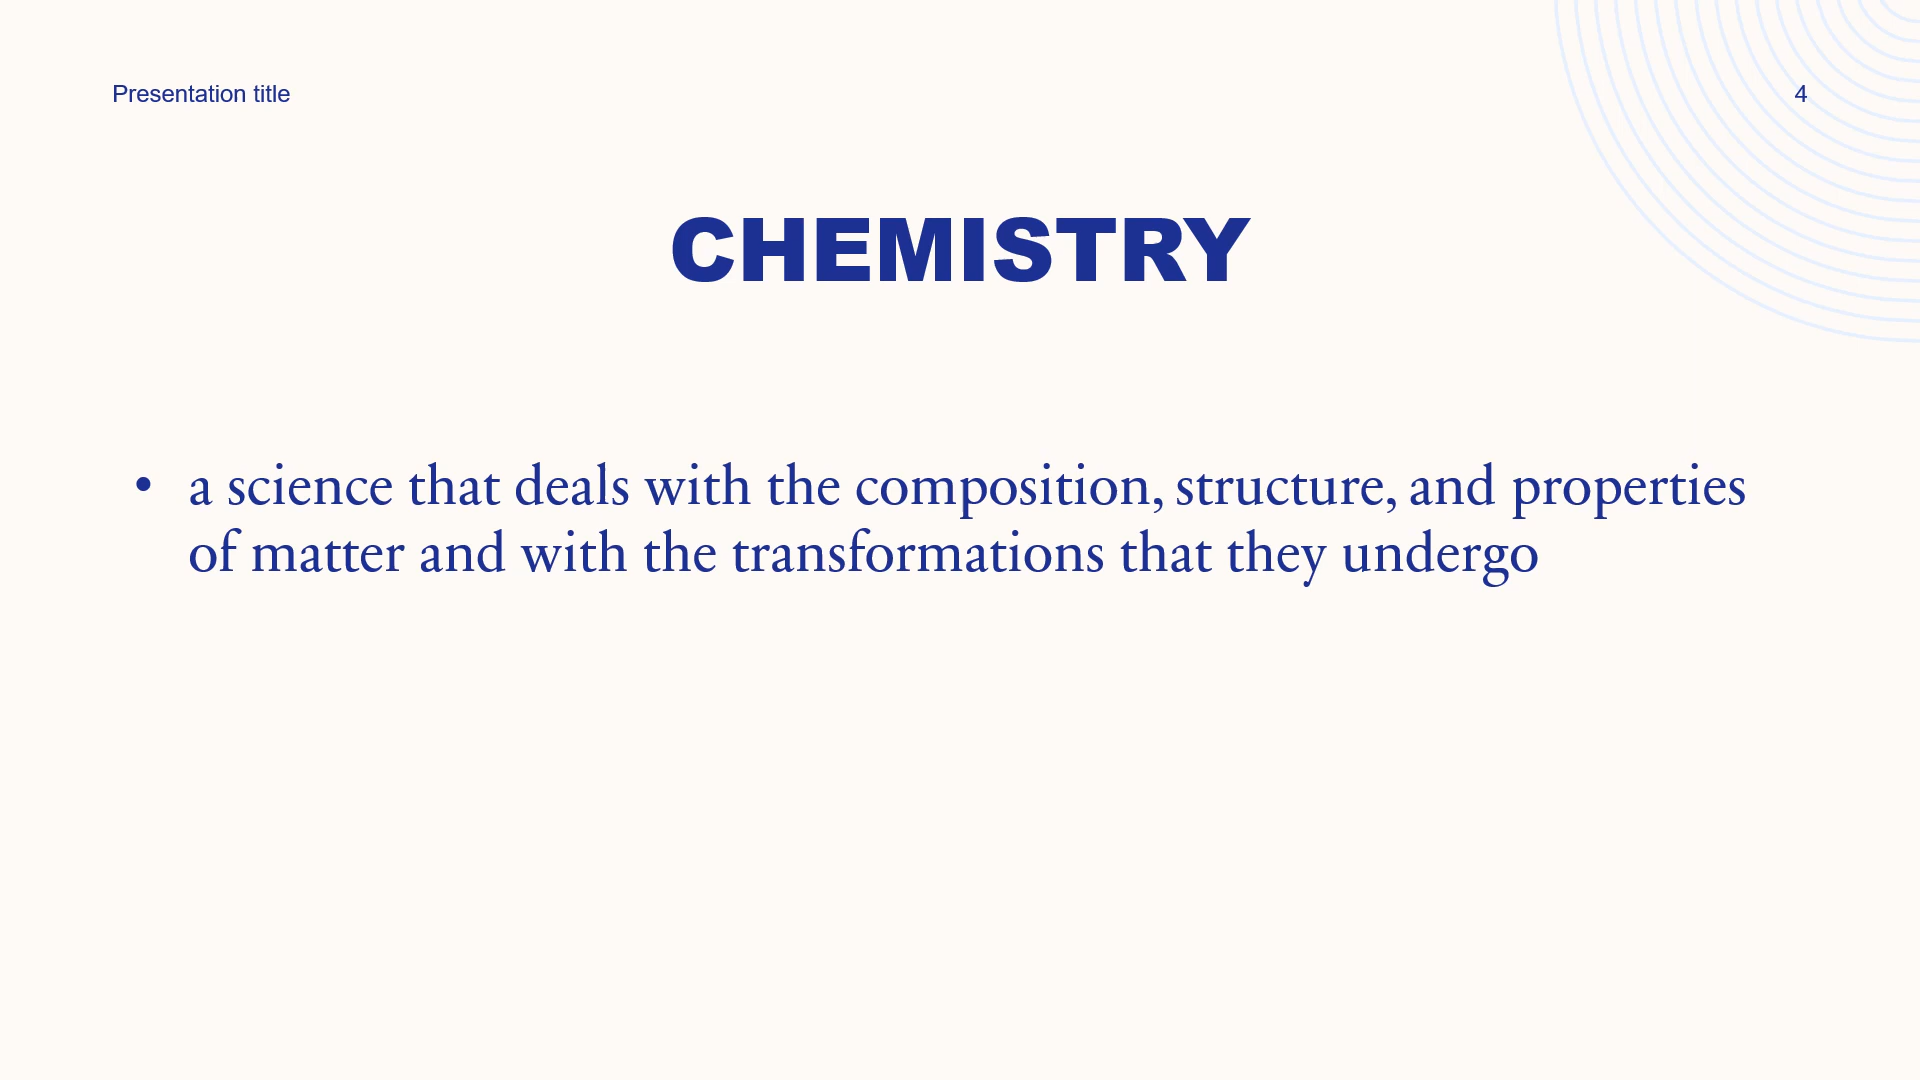 Presentation title
4
CHEMISTRY
• a science that deals with the composition, structure, and properties
of matter and with the transformations that they undergo